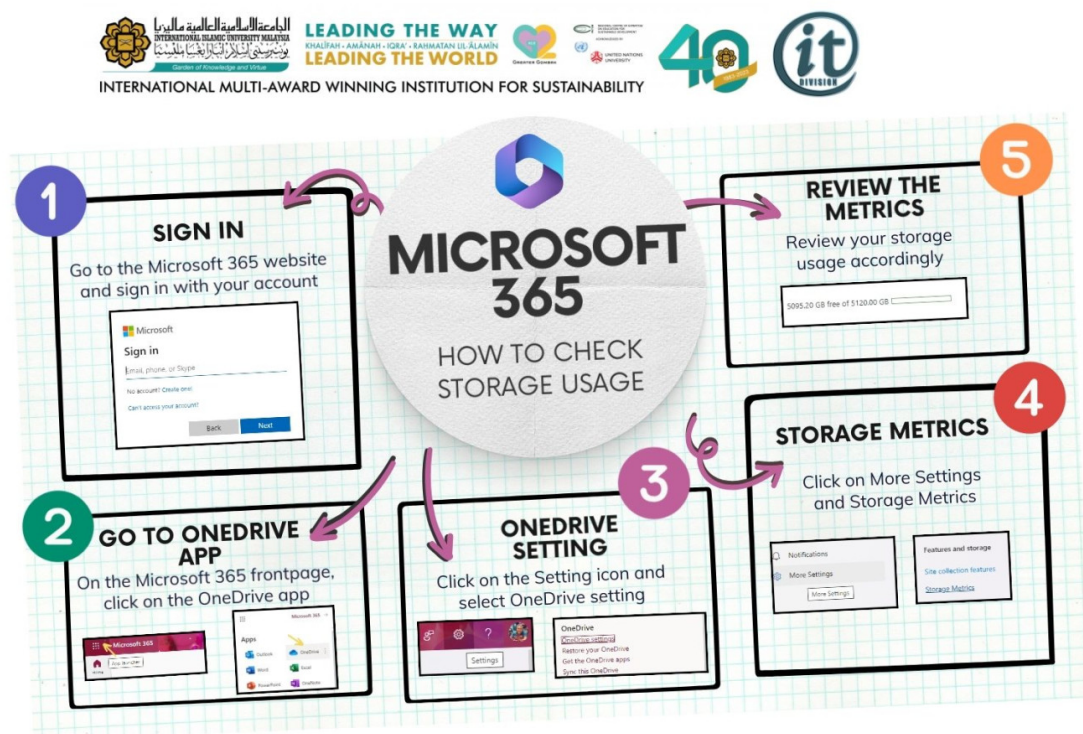 الجامعة الإسلامية العالمية ماليزيا
INTERNATIONAL ISLAMIC UNIVERSITY MALAYSIA
Garden of Knowledge and Virtue
LEADING THE WAY
KHALĪFAH • AMĀNAH • IQRA' • RAHMATAN LIL-ĀLAMĪN
LEADING THE WORLD
UNITED NATIONS
UNIVERSITY
40
it
DIVISION
INTERNATIONAL MULTI-AWARD WINNING INSTITUTION FOR SUSTAINABILITY
MICROSOFT
365
HOW TO CHECK
STORAGE USAGE
1
SIGN IN
Go to the Microsoft 365 website
and sign in with your account
Microsoft
Sign in
Email, phone, or Skype
No account? Create one!
Can't access your account?
Back
Next
2
GO TO ONEDRIVE
APP
On the Microsoft 365 frontpage,
click on the OneDrive app
Microsoft 365
App launcher
Home
Microsoft 365
Apps
Outlook
OneDrive
Word
Excel
PowerPoint
OneNote
3
ONEDRIVE
SETTING
Click on the Setting icon and
select OneDrive setting
?
Settings
OneDrive
OneDrive settings
Restore your OneDrive
Get the OneDrive apps
Sync this OneDrive
4
STORAGE METRICS
Click on More Settings
and Storage Metrics
Notifications
More Settings
More Settings
Features and storage
Site collection features
Storage Metrics
5
REVIEW THE
METRICS
Review your storage
usage accordingly
5095.20 GB free of 5120.00 GB